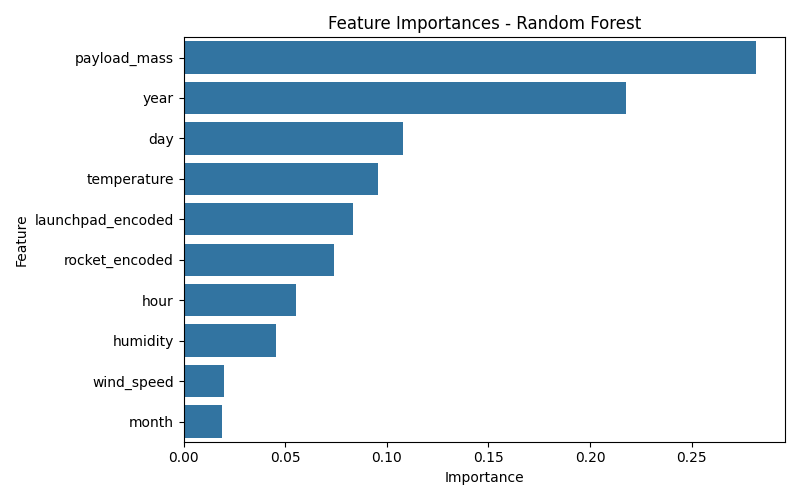 Feature Importances - Random Forest
Feature
payload_mass
year
day
temperature
launchpad_encoded
rocket_encoded
hour
humidity
wind_speed
month
0.00 0.05 0.10 0.15 0.20 0.25
Importance